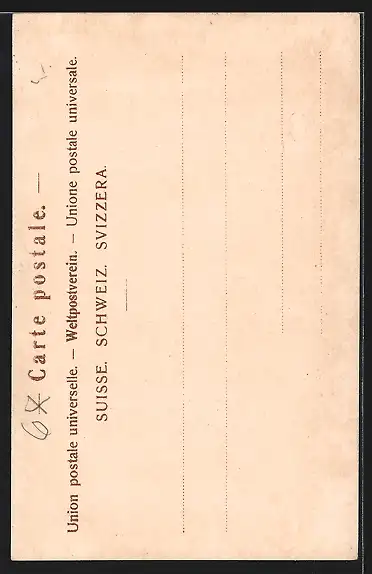 6* Carte postale. —
Union postale universelle. — Weltpostverein. — Unione postale universale.
SUISSE. SCHWEIZ. SVIZZERA.